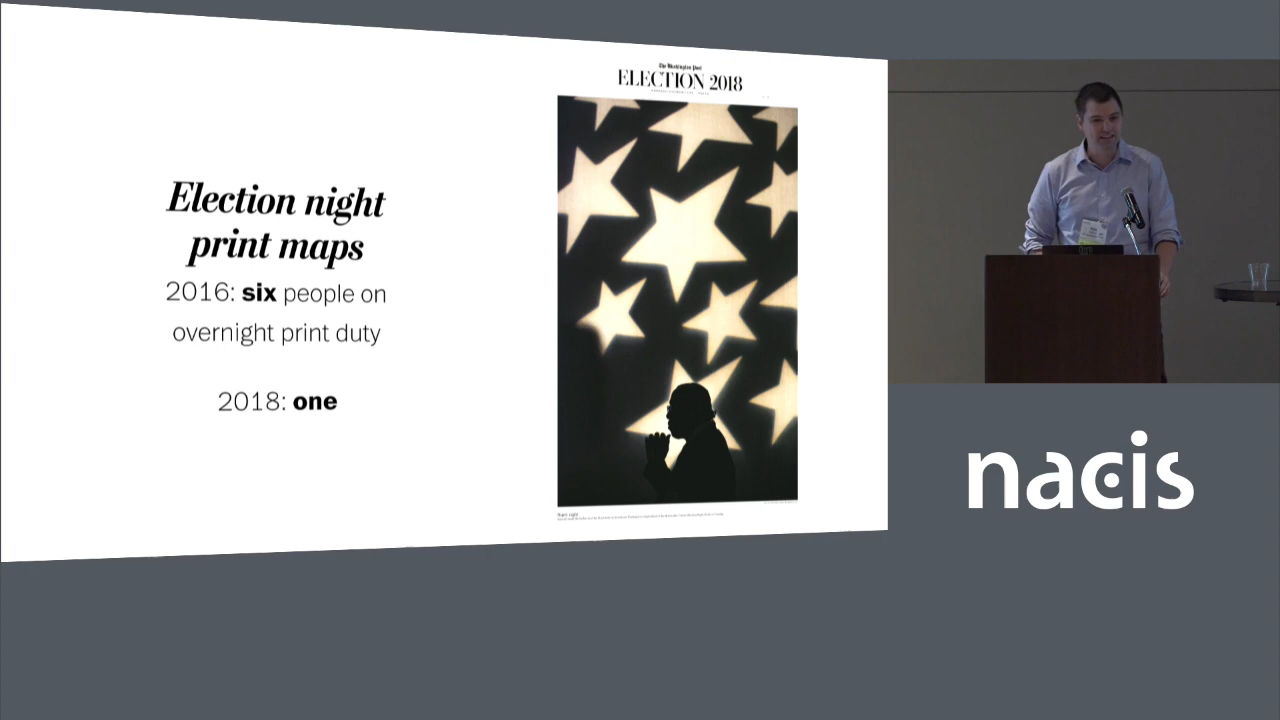 Election night
print maps
2016: six people on
overnight print duty
2018: one
The Washington Post
ELECTION 2018
nacis